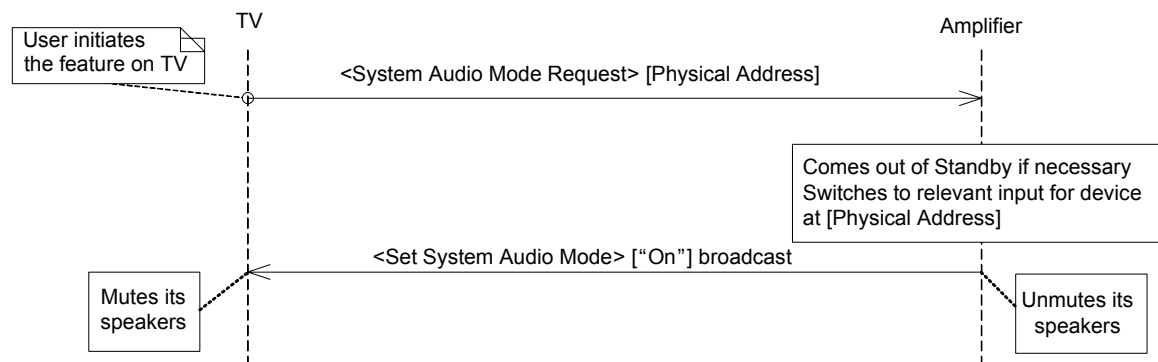 TV
Amplifier
User initiates
the feature on TV
<System Audio Mode Request> [Physical Address]
Comes out of Standby if necessary
Switches to relevant input for device
at [Physical Address]
<Set System Audio Mode> [“On”] broadcast
Mutes its
speakers
Unmutes its
speakers